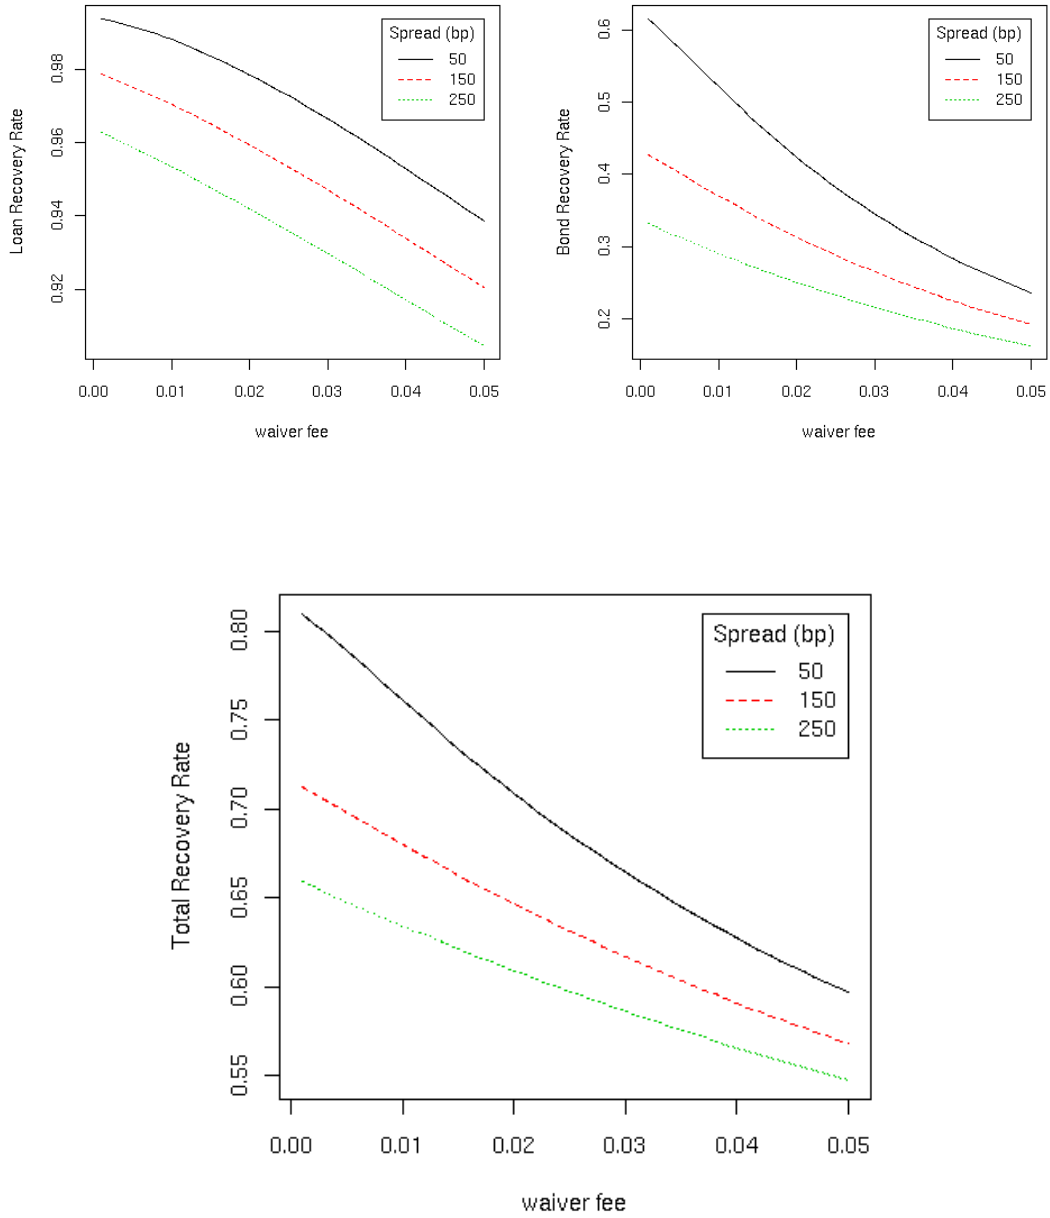 Spread (bp)
50
150
250
Loan Recovery Rate
0.98
0.96
0.94
0.92
0.00 0.01 0.02 0.03 0.04 0.05
waiver fee
Spread (bp)
50
150
250
Bond Recovery Rate
0.6
0.5
0.4
0.3
0.2
0.00 0.01 0.02 0.03 0.04 0.05
waiver fee
Spread (bp)
50
150
250
Total Recovery Rate
0.80
0.75
0.70
0.65
0.60
0.55
0.00 0.01 0.02 0.03 0.04 0.05
waiver fee